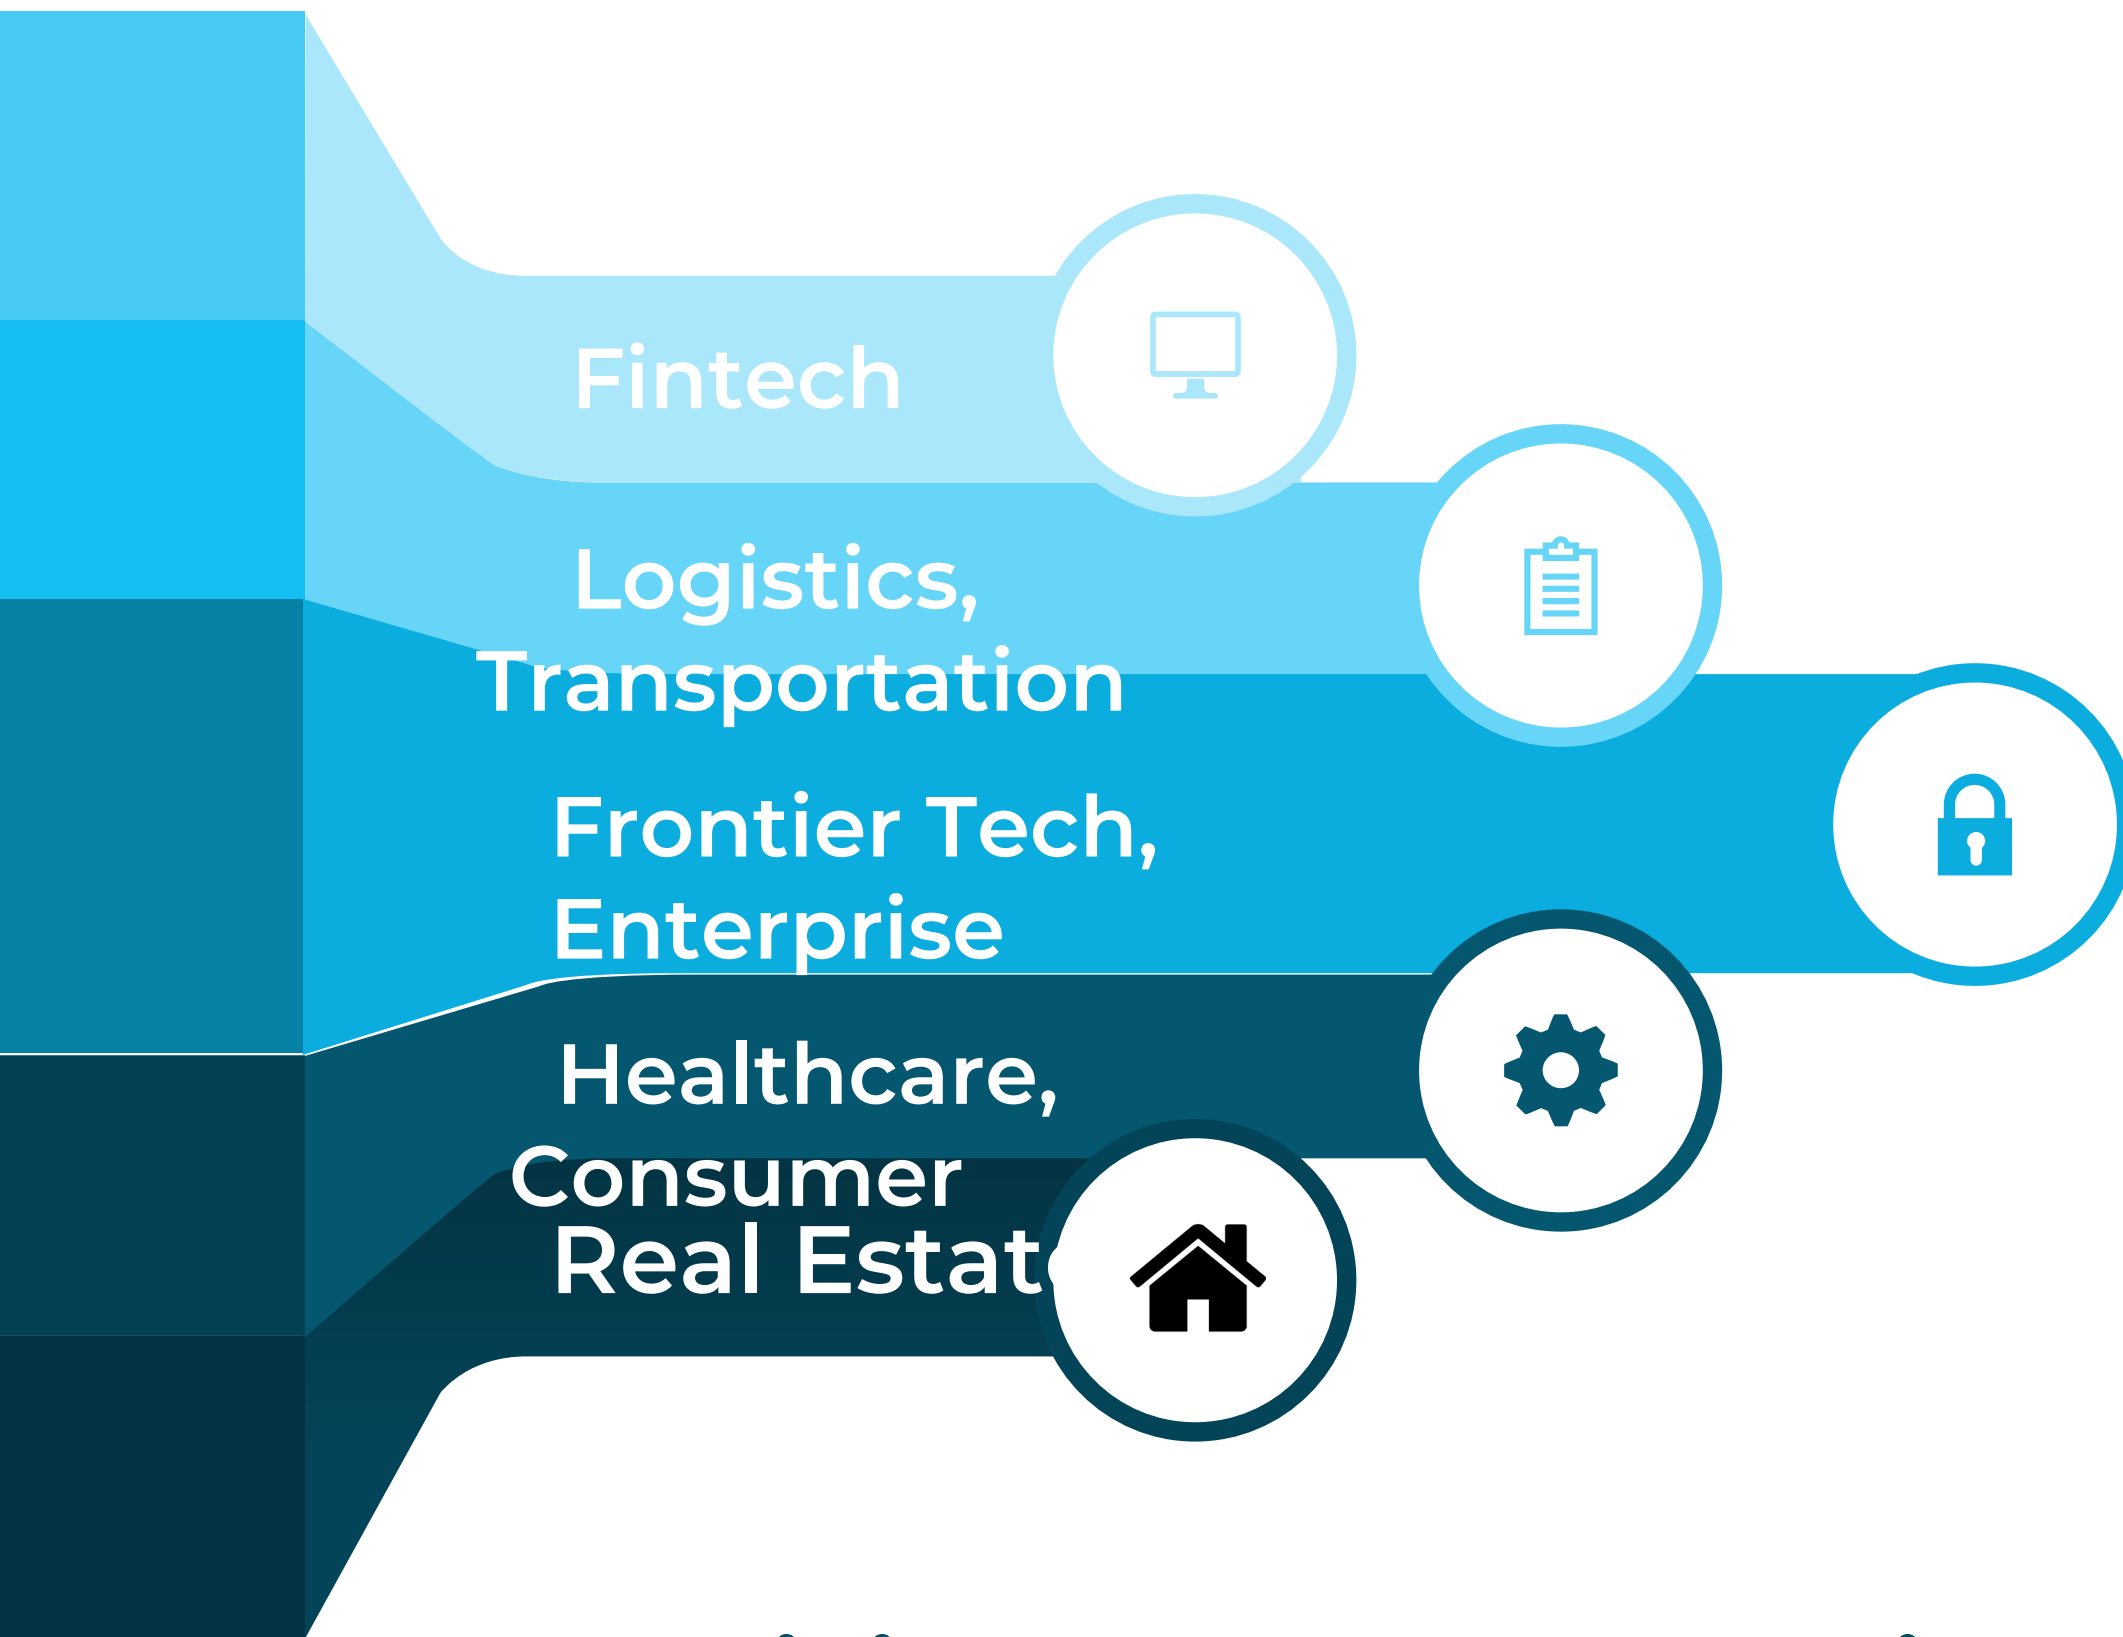 Fintech
Logistics,
Transportation
Frontier Tech,
Enterprise
Healthcare,
Consumer
Real Estat